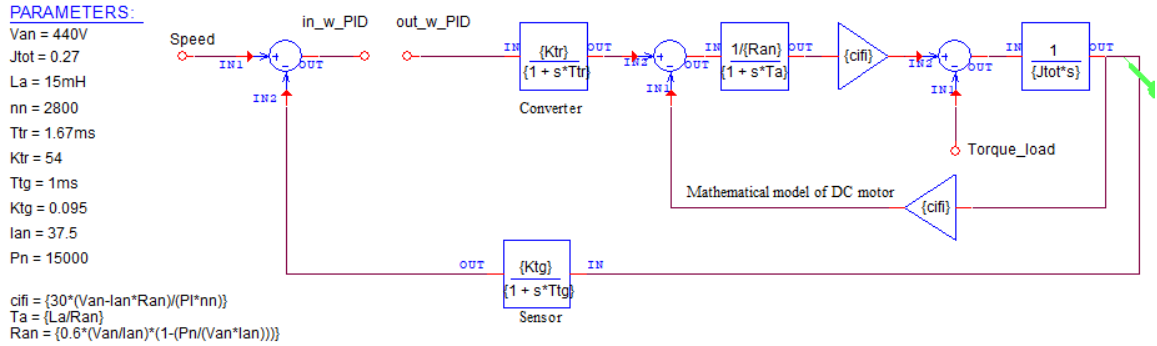 PARAMETERS:
Van = 440V
Jtot = 0.27
La = 15mH
nn = 2800
Ttr = 1.67ms
Ktr = 54
Ttg = 1ms
Ktg = 0.095
Ian = 37.5
Pn = 15000
cifi = {30*(Van-Ian*Ran)/(PI*nn)}
Ta = {La/Ran}
Ran = {0.6*(Van/Ian)*(1-(Pn/(Van*Ian)))}
in_w_PID out_w_PID
Speed
IN1 OUT
IN2
IN {Ktr} OUT
{1 + s*Ttr}
Converter
IN2 OUT
IN1
IN 1/{Ran} OUT
{1 + s*Ta}
{cifi}
IN2 OUT
IN1
IN 1 OUT
{Jtot*s}
Torque_load
Mathematical model of DC motor
{cifi}
OUT {Ktg} IN
{1 + s*Ttg}
Sensor